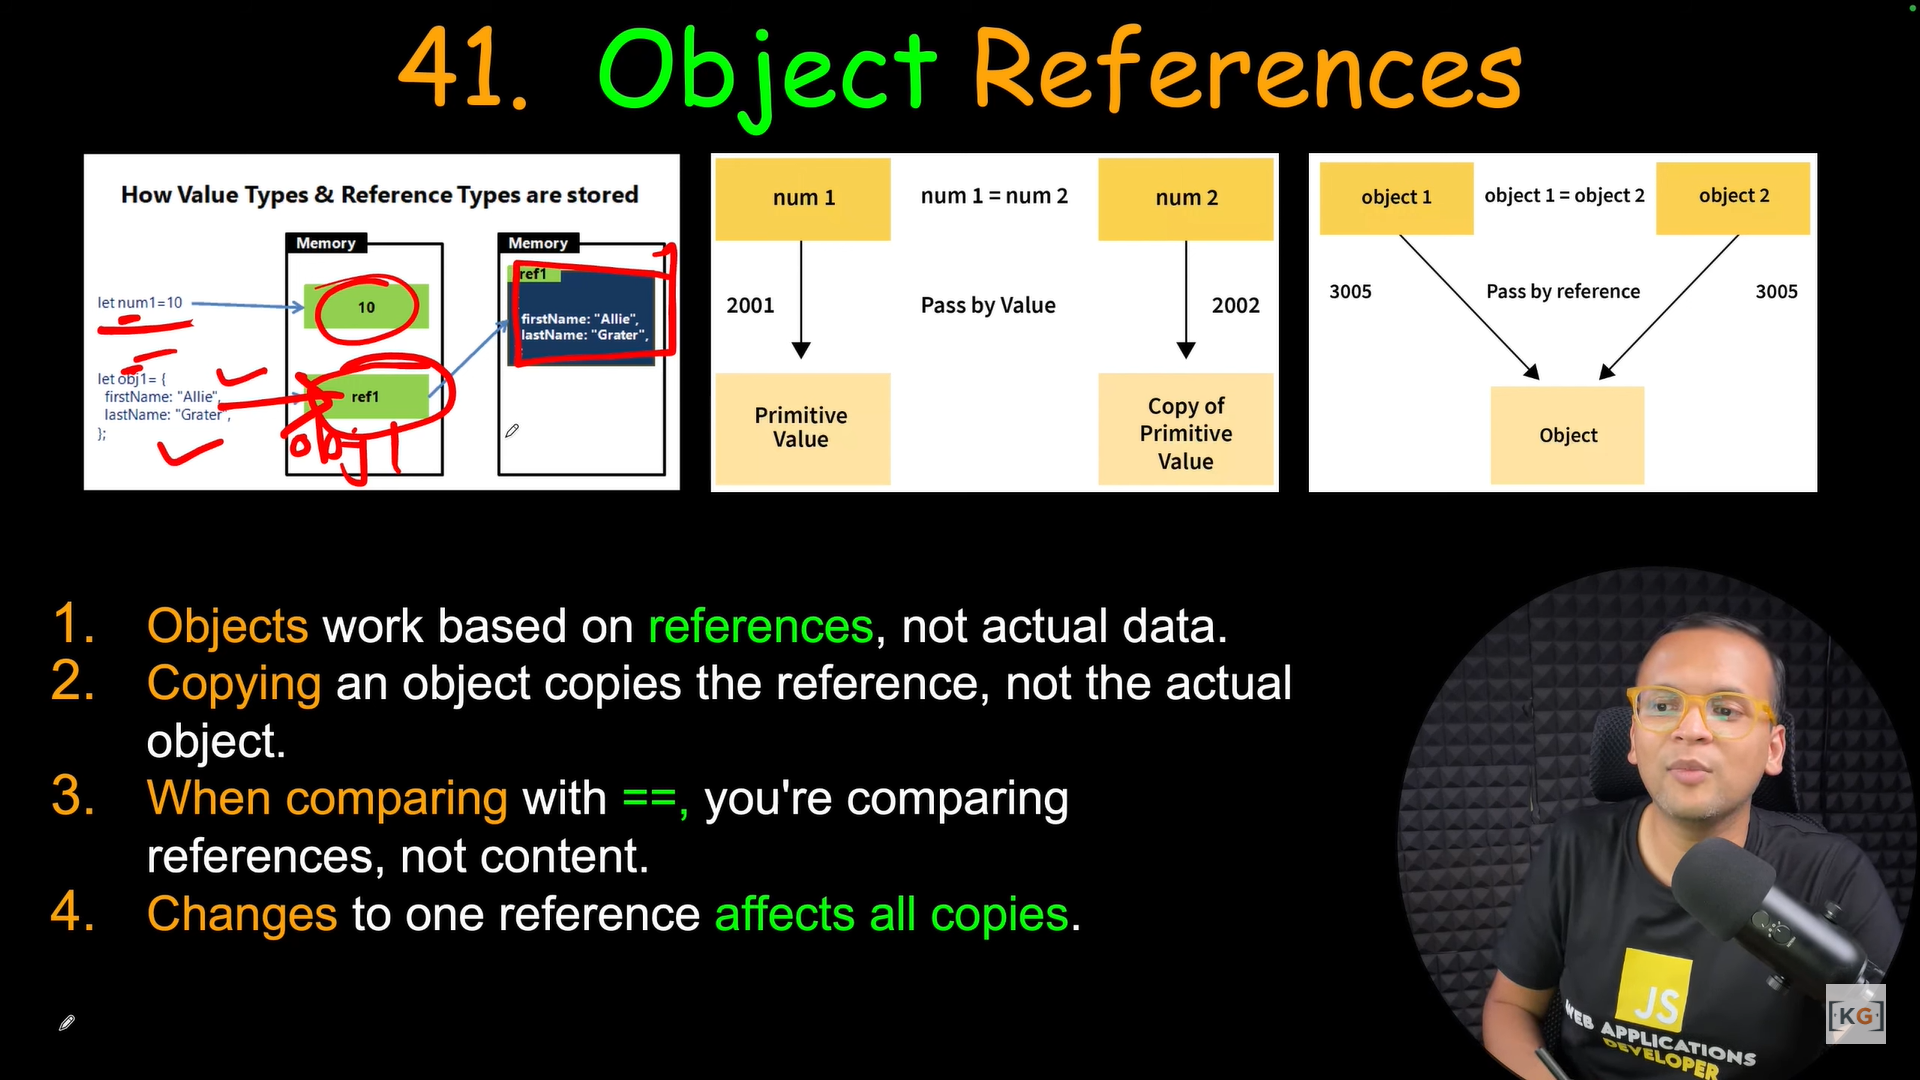 41. Object References
How Value Types & Reference Types are stored
Memory
Memory
let num1=10
10
ref1
firstName: "Allie",
lastName: "Grater",
let obj1= {
firstName: "Allie",
lastName: "Grater",
};
ref1
obj1
num 1
num 1 = num 2
num 2
2001
Pass by Value
2002
Primitive
Value
Copy of
Primitive
Value
object 1
object 1 = object 2
object 2
3005
Pass by reference
3005
Object
1. Objects work based on references, not actual data.
2. Copying an object copies the reference, not the actual
object.
3. When comparing with ==, you're comparing
references, not content.
4. Changes to one reference affects all copies.
JS
WEB APPLICATIONS
DEVELOPER
[KG]